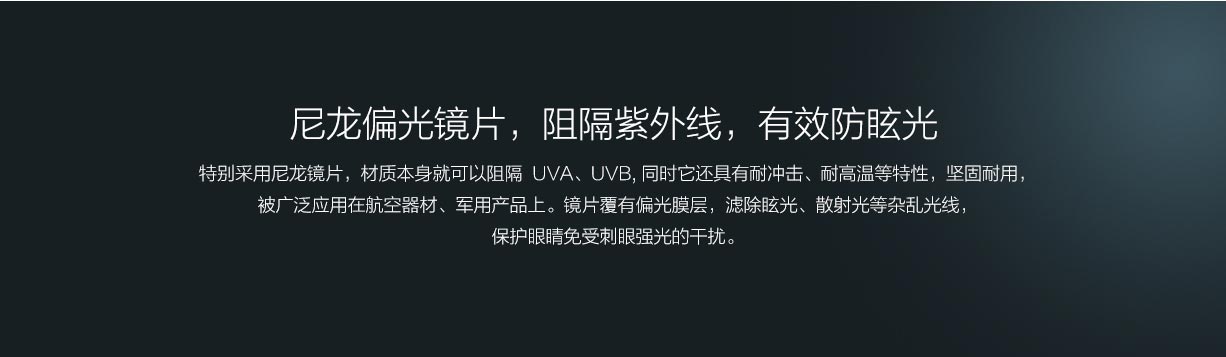 尼龙偏光镜片，阻隔紫外线，有效防眩光
特别采用尼龙镜片，材质本身就可以阻隔 UVA、UVB, 同时它还具有耐冲击、耐高温等特性，坚固耐用，
被广泛应用在航空器材、军用产品上。镜片覆有偏光膜层，滤除眩光、散射光等杂乱光线，
保护眼睛免受刺眼强光的干扰。